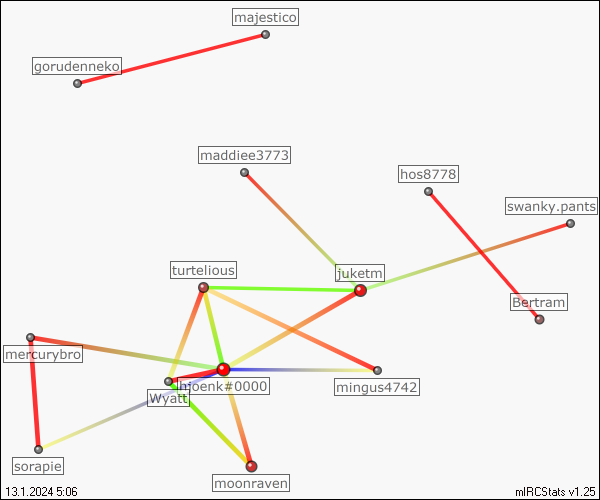 majestico
gorudenneko
maddiee3773
hos8778
swanky.pants
turtelious
juketm
Bertram
mercurybro
mingus4742
hjoenk#0000
Wyatt
sorapie
moonraven
13.1.2024 5:06
mIRCStats v1.25